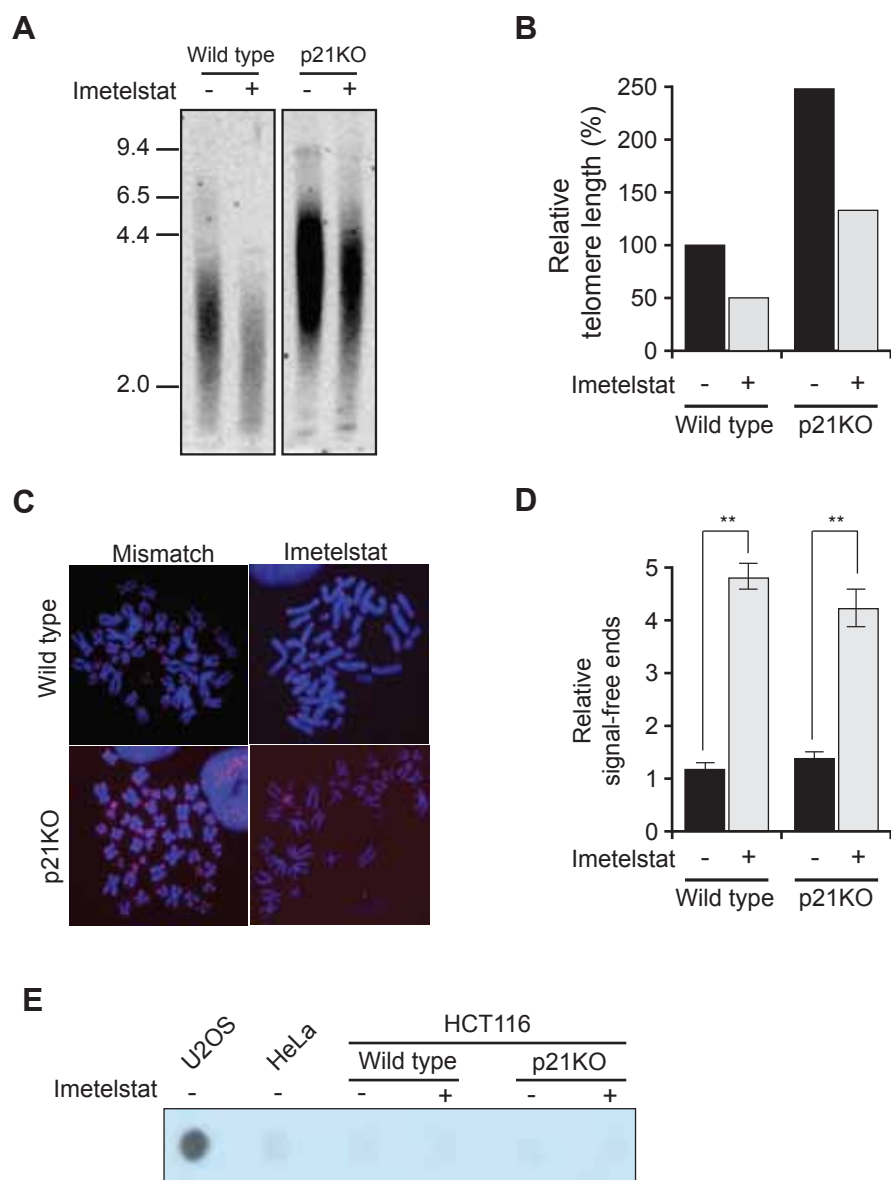 A
Wild type p21KO
Imetelstat - + - +
9.4
6.5
4.4
2.0
B
Relative
telomere length (%)
250
200
150
100
50
0
Imetelstat - + - +
Wild type p21KO
C
Mismatch Imetelstat
Wild type
p21KO
D
** **
Relative
signal-free ends
5
4
3
2
1
0
Imetelstat - + - +
Wild type p21KO
E
U2OS HeLa HCT116
Wild type p21KO
Imetelstat - - - + - +